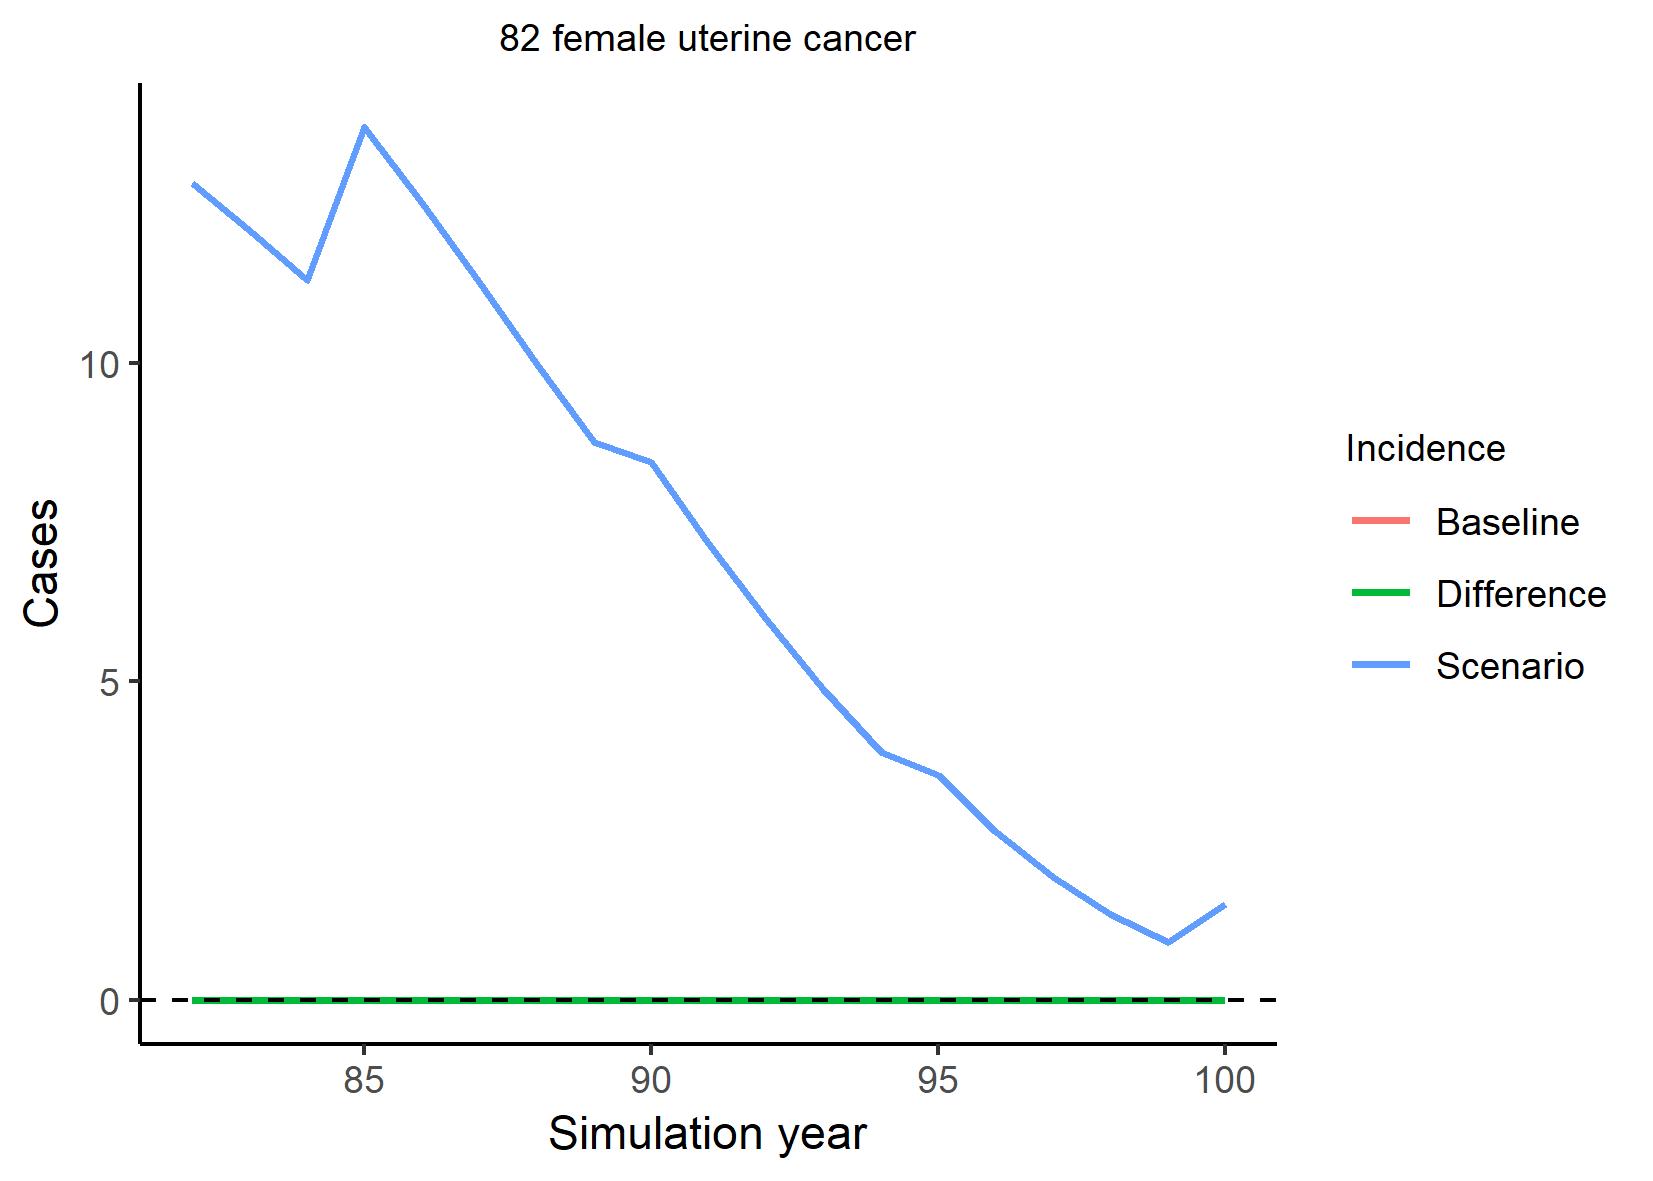 82 female uterine cancer
Cases
10
5
0
85 90 95 100
Simulation year
Incidence
Baseline
Difference
Scenario